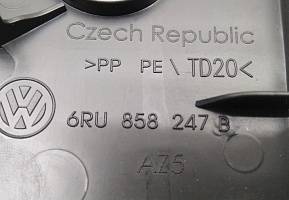 Czech Republic
>PP PE\TD20<
6RU 858 247 B
AZ5